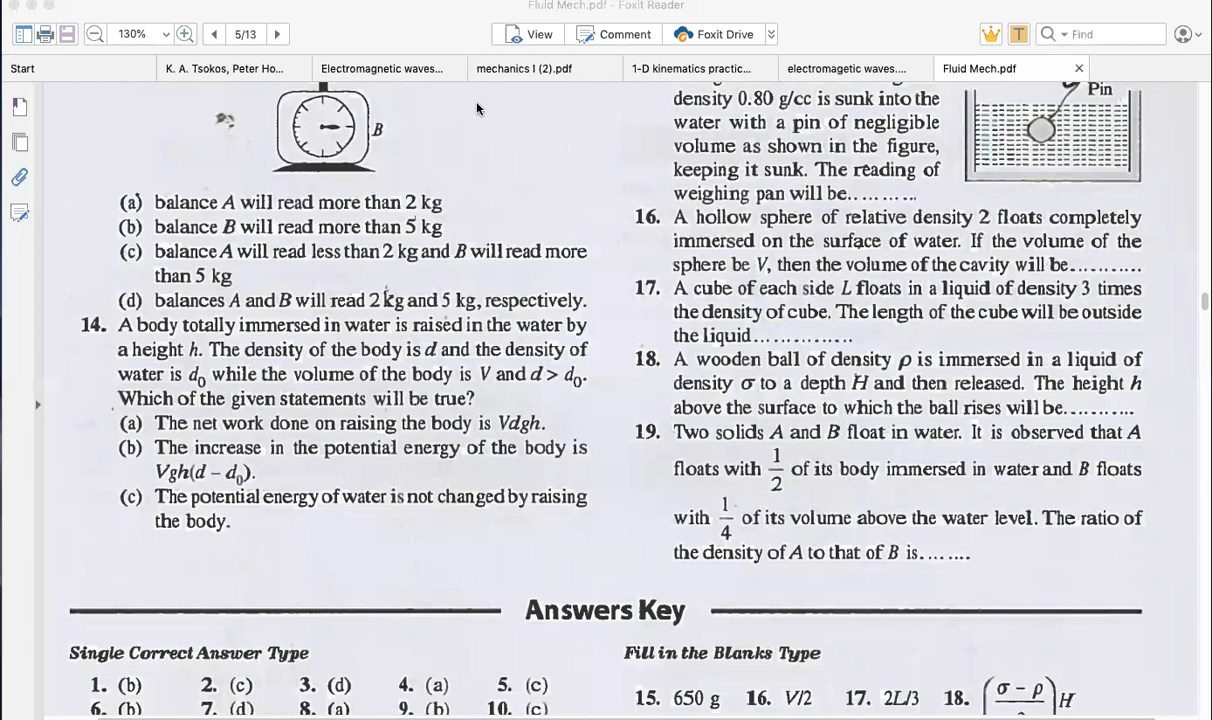 Fluid Mech.pdf - Foxit Reader
130%
5/13
View
Comment
Foxit Drive
Find
Start
K. A. Tsokos, Peter Ho...
Electromagnetic waves...
mechanics I (2).pdf
1-D kinematics practic...
electromagetic waves....
Fluid Mech.pdf
B
(a) balance A will read more than 2 kg
(b) balance B will read more than 5 kg
(c) balance A will read less than 2 kg and B will read more
than 5 kg
(d) balances A and B will read 2 kg and 5 kg, respectively.
14. A body totally immersed in water is raised in the water by
a height h. The density of the body is d and the density of
water is d₀ while the volume of the body is V and d > d₀.
Which of the given statements will be true?
(a) The net work done on raising the body is Vdgh.
(b) The increase in the potential energy of the body is
Vgh(d – d₀).
(c) The potential energy of water is not changed by raising
the body.
Pin
density 0.80 g/cc is sunk into the
water with a pin of negligible
volume as shown in the figure,
keeping it sunk. The reading of
weighing pan will be..........
16. A hollow sphere of relative density 2 floats completely
immersed on the surface of water. If the volume of the
sphere be V, then the volume of the cavity will be...........
17. A cube of each side L floats in a liquid of density 3 times
the density of cube. The length of the cube will be outside
the liquid...............
18. A wooden ball of density ρ is immersed in a liquid of
density σ to a depth H and then released. The height h
above the surface to which the ball rises will be...........
19. Two solids A and B float in water. It is observed that A
floats with 1/2 of its body immersed in water and B floats
with 1/4 of its volume above the water level. The ratio of
the density of A to that of B is........
Answers Key
Single Correct Answer Type
1. (b) 2. (c) 3. (d) 4. (a) 5. (c)
6. (b) 7. (d) 8. (a) 9. (b) 10. (c)
Fill in the Blanks Type
15. 650 g 16. V/2 17. 2L/3 18. (σ – ρ) H